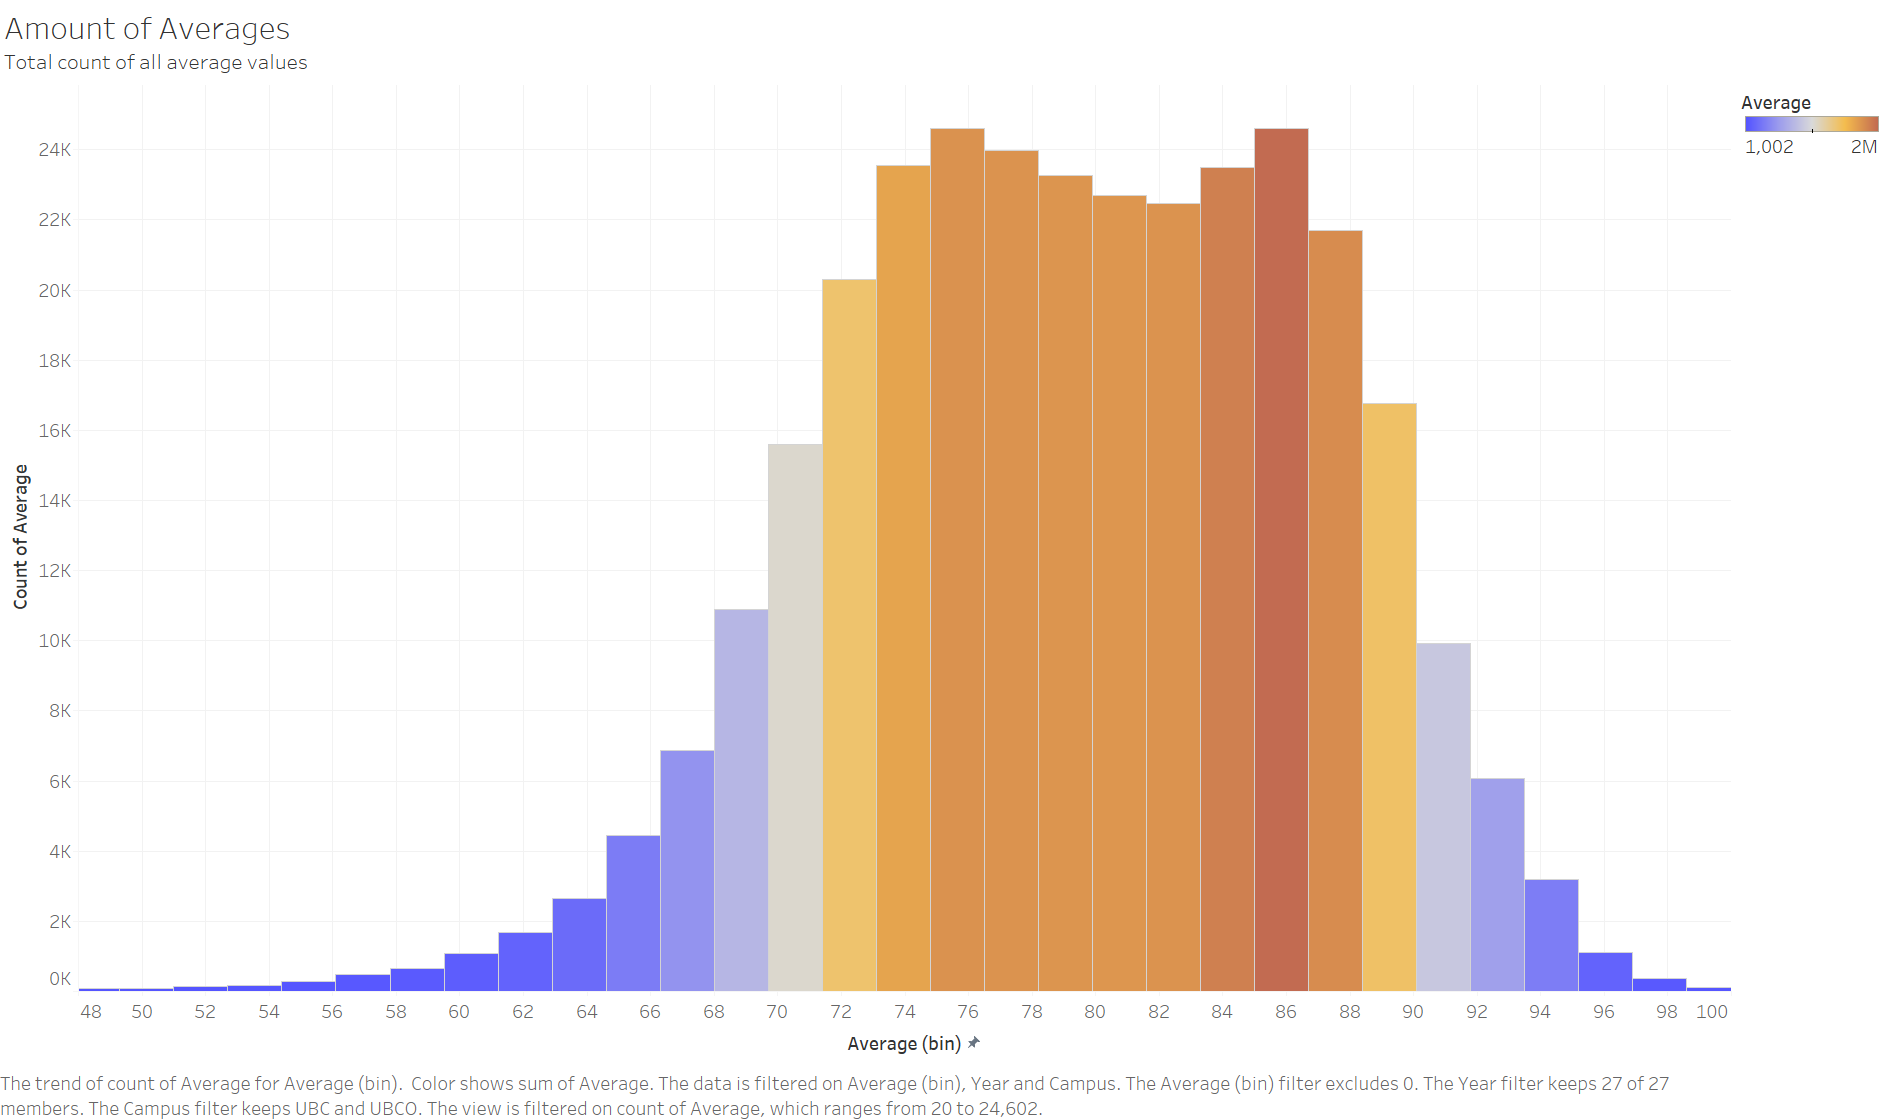 Amount of Averages
Total count of all average values
Average
1,002 2M
24K
22K
20K
18K
16K
14K
12K
10K
8K
6K
4K
2K
0K
Count of Average
48 50 52 54 56 58 60 62 64 66 68 70 72 74 76 78 80 82 84 86 88 90 92 94 96 98 100
Average (bin)
The trend of count of Average for Average (bin).  Color shows sum of Average. The data is filtered on Average (bin), Year and Campus. The Average (bin) filter excludes 0. The Year filter keeps 27 of 27
members. The Campus filter keeps UBC and UBCO. The view is filtered on count of Average, which ranges from 20 to 24,602.